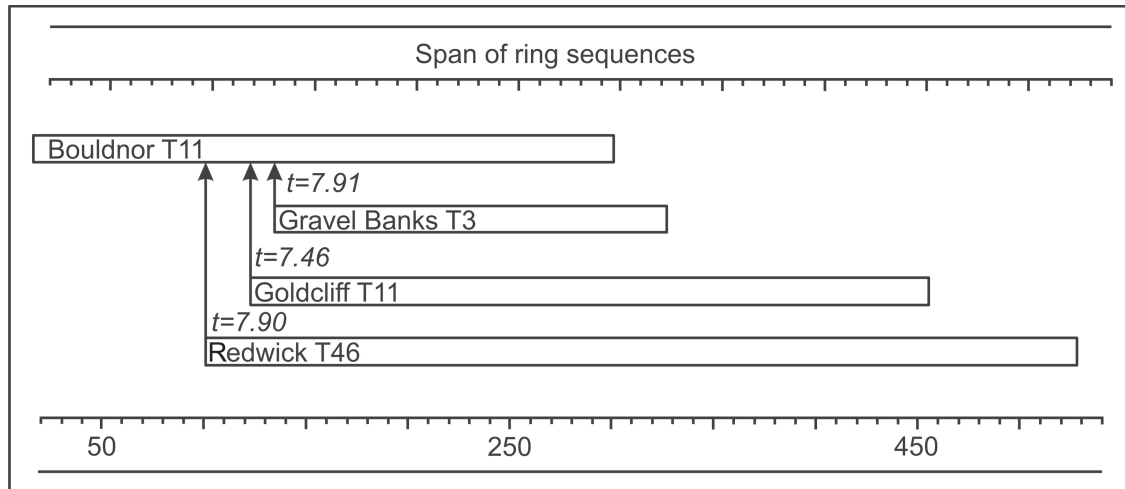 Span of ring sequences
Bouldnor T11
t=7.91
Gravel Banks T3
t=7.46
Goldcliff T11
t=7.90
Redwick T46
50 250 450